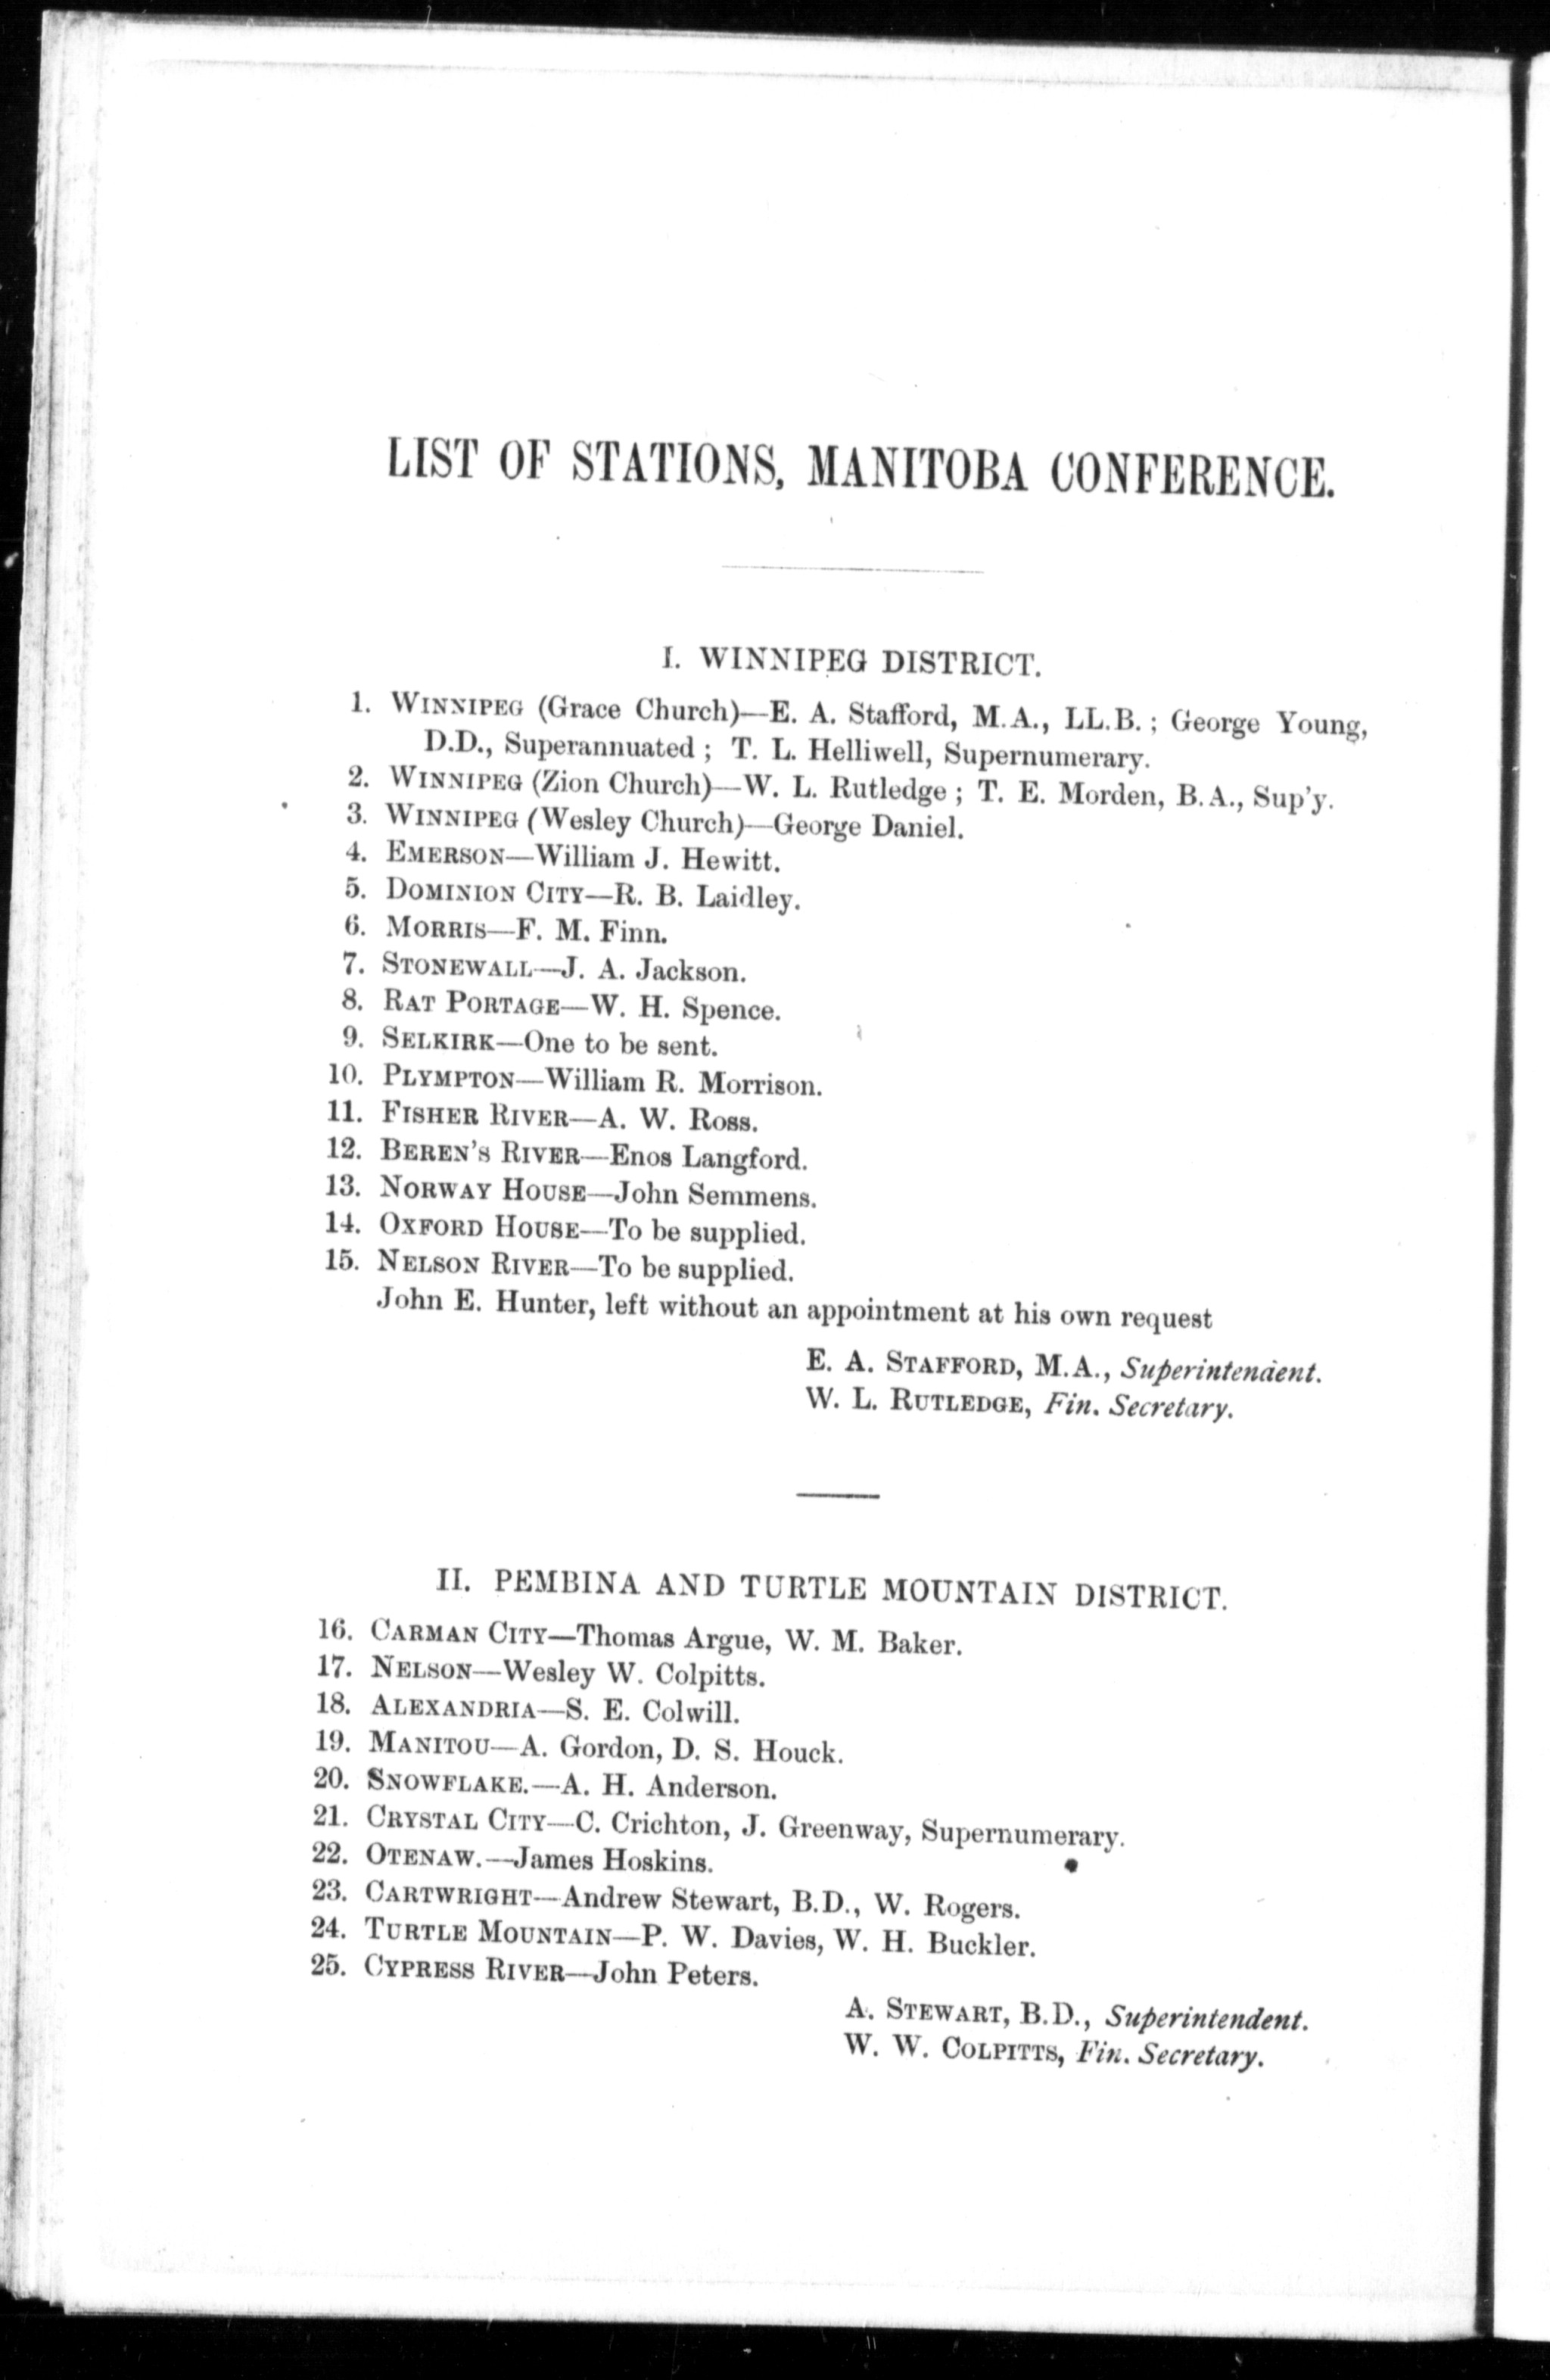 LIST OF STATIONS, MANITOBA CONFERENCE.
I. WINNIPEG DISTRICT.
1. WINNIPEG (Grace Church)—E. A. Stafford, M.A., LL.B. ; George Young,
D.D., Superannuated ; T. L. Helliwell, Supernumerary.
2. WINNIPEG (Zion Church)—W. L. Rutledge ; T. E. Morden, B.A., Sup'y.
3. WINNIPEG (Wesley Church)—George Daniel.
4. EMERSON—William J. Hewitt.
5. DOMINION CITY—R. B. Laidley.
6. MORRIS—F. M. Finn.
7. STONEWALL—J. A. Jackson.
8. RAT PORTAGE—W. H. Spence.
9. SELKIRK—One to be sent.
10. PLYMPTON—William R. Morrison.
11. FISHER RIVER—A. W. Ross.
12. BEREN'S RIVER—Enos Langford.
13. NORWAY HOUSE—John Semmens.
14. OXFORD HOUSE—To be supplied.
15. NELSON RIVER—To be supplied.
John E. Hunter, left without an appointment at his own request
E. A. STAFFORD, M.A., Superintendent.
W. L. RUTLEDGE, Fin. Secretary.
II. PEMBINA AND TURTLE MOUNTAIN DISTRICT.
16. CARMAN CITY—Thomas Argue, W. M. Baker.
17. NELSON—Wesley W. Colpitts.
18. ALEXANDRIA—S. E. Colwill.
19. MANITOU—A. Gordon, D. S. Houck.
20. SNOWFLAKE.—A. H. Anderson.
21. CRYSTAL CITY—C. Crichton, J. Greenway, Supernumerary.
22. OTENAW.—James Hoskins.
23. CARTWRIGHT—Andrew Stewart, B.D., W. Rogers.
24. TURTLE MOUNTAIN—P. W. Davies, W. H. Buckler.
25. CYPRESS RIVER—John Peters.
A. STEWART, B.D., Superintendent.
W. W. COLPITTS, Fin. Secretary.